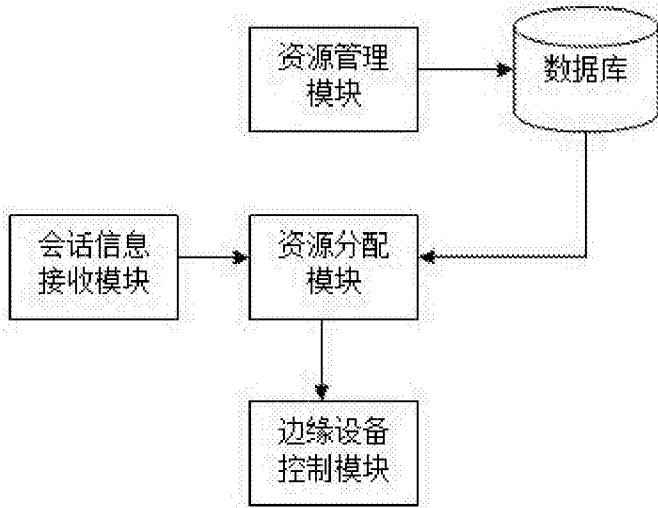 资源管理
模块
数据库
会话信息
接收模块
资源分配
模块
边缘设备
控制模块